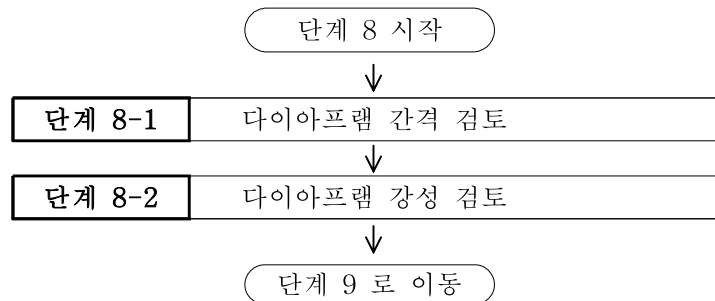 단계 8 시작
단계 8-1 다이아프램 간격 검토
단계 8-2 다이아프램 강성 검토
단계 9 로 이동